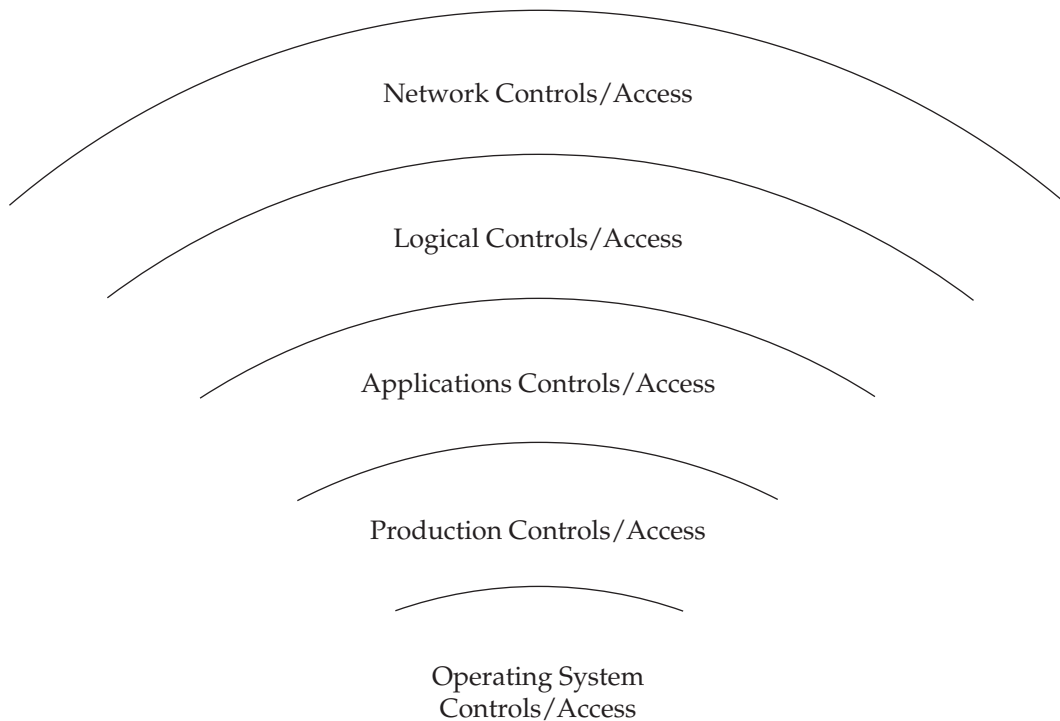 Network Controls/Access
Logical Controls/Access
Applications Controls/Access
Production Controls/Access
Operating System
Controls/Access